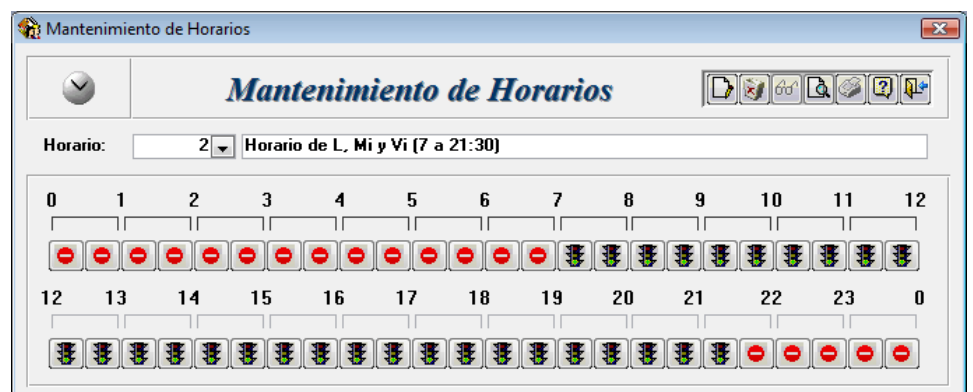 Mantenimiento de Horarios
Mantenimiento de Horarios
Horario: 2 Horario de L, Mi y Vi (7 a 21:30)
0 1 2 3 4 5 6 7 8 9 10 11 12
12 13 14 15 16 17 18 19 20 21 22 23 0